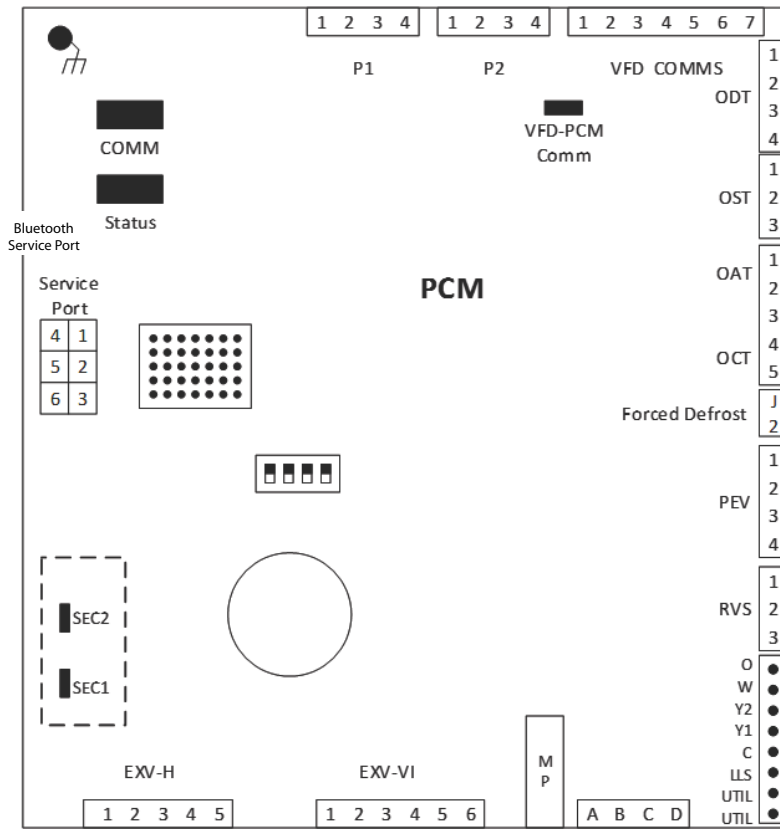 1 2 3 4
1 2 3 4
1 2 3 4 5 6 7
P1
P2
VFD COMMS
COMM
VFD-PCM
Comm
Status
Bluetooth
Service Port
Service
Port
4 1
5 2
6 3
PCM
ODT
1
2
3
4
OST
1
2
3
OAT
OCT
1
2
3
4
5
Forced Defrost
J
2
PEV
1
2
3
4
RVS
1
2
3
SEC2
SEC1
O
W
Y2
Y1
C
LLS
UTIL
UTIL
EXV-H
1 2 3 4 5
EXV-VI
1 2 3 4 5 6
M
P
A B C D